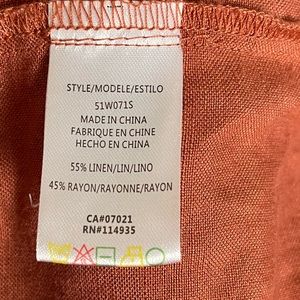 STYLE/MODELE/ESTILO
51W071S
MADE IN CHINA
FABRIQUE EN CHINE
HECHO EN CHINA
55% LINEN/LIN/LINO
45% RAYON/RAYONNE/RAYON
CA#07021
RN#114935